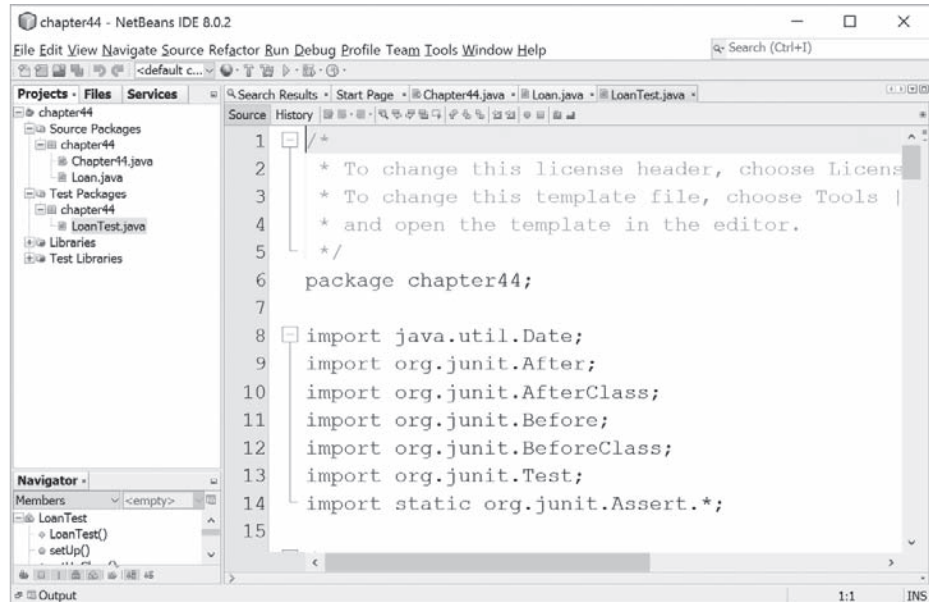 chapter44 - NetBeans IDE 8.0.2
File Edit View Navigate Source Refactor Run Debug Profile Team Tools Window Help
Search (Ctrl+I)
<default c...
Projects Files Services
chapter44
Source Packages
chapter44
Chapter44.java
Loan.java
Test Packages
chapter44
LoanTest.java
Libraries
Test Libraries
Search Results Start Page Chapter44.java Loan.java LoanTest.java
Source History
1 /*
2 * To change this license header, choose Licens
3 * To change this template file, choose Tools |
4 * and open the template in the editor.
5 */
6 package chapter44;
7
8 import java.util.Date;
9 import org.junit.After;
10 import org.junit.AfterClass;
11 import org.junit.Before;
12 import org.junit.BeforeClass;
13 import org.junit.Test;
14 import static org.junit.Assert.*;
15
Navigator
Members <empty>
LoanTest
LoanTest()
setUp()
Output
1:1 INS